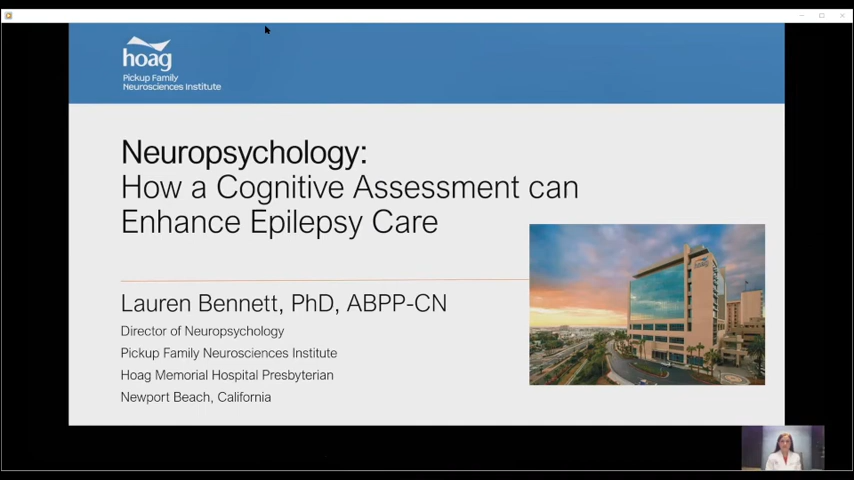 hoag
Pickup Family
Neurosciences Institute
Neuropsychology:
How a Cognitive Assessment can
Enhance Epilepsy Care
hoag
Lauren Bennett, PhD, ABPP-CN
Director of Neuropsychology
Pickup Family Neurosciences Institute
Hoag Memorial Hospital Presbyterian
Newport Beach, California